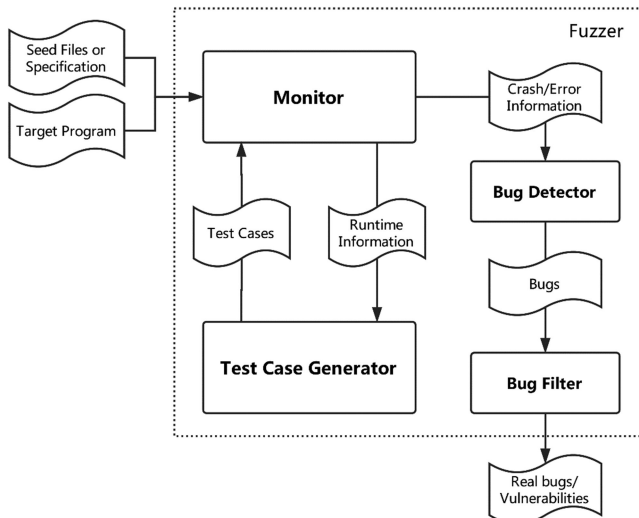 Fuzzer
Seed Files or
Specification
Target Program
Monitor
Crash/Error
Information
Bug Detector
Test Cases
Runtime
Information
Bugs
Test Case Generator
Bug Filter
Real bugs/
Vulnerabilities